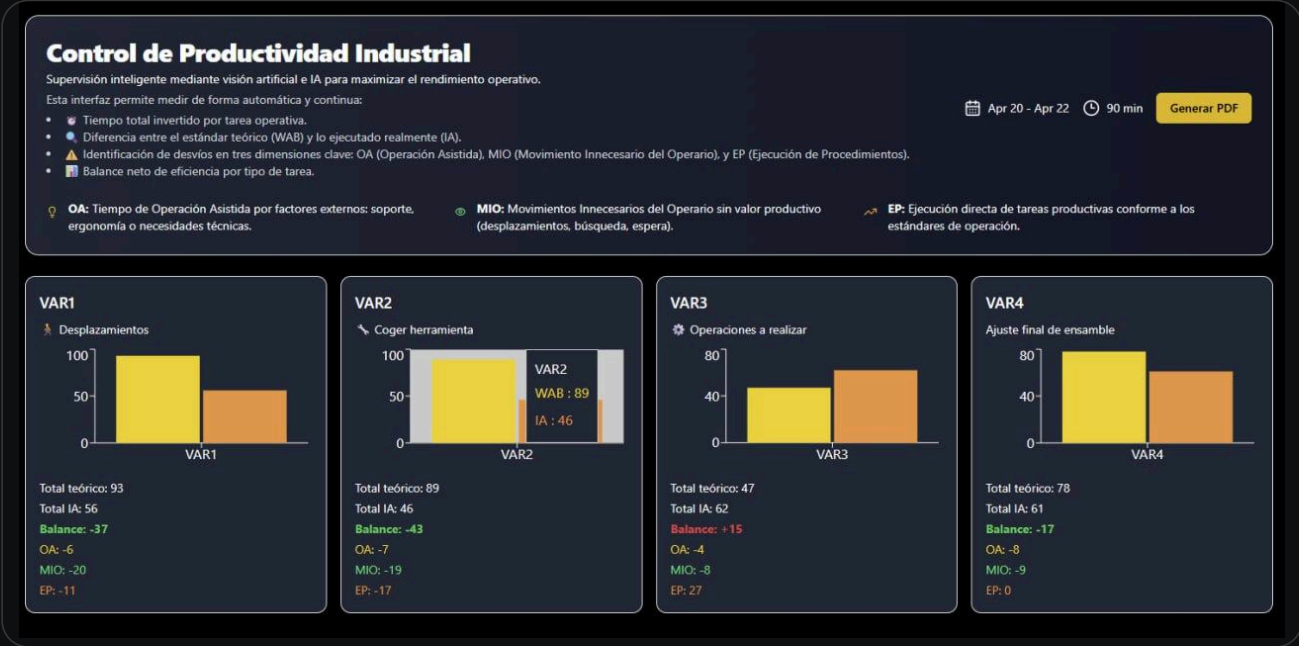 Control de Productividad Industrial
Supervisión inteligente mediante visión artificial e IA para maximizar el rendimiento operativo.
Esta interfaz permite medir de forma automática y continua:
• Tiempo total invertido por tarea operativa.
• Diferencia entre el estándar teórico (WAB) y lo ejecutado realmente (IA).
• Identificación de desvíos en tres dimensiones clave: OA (Operación Asistida), MIO (Movimiento Innecesario del Operario), y EP (Ejecución de Procedimientos).
• Balance neto de eficiencia por tipo de tarea.
Apr 20 - Apr 22
90 min
Generar PDF
OA: Tiempo de Operación Asistida por factores externos: soporte,
ergonomía o necesidades técnicas.
MIO: Movimientos Innecesarios del Operario sin valor productivo
(desplazamientos, búsqueda, espera).
EP: Ejecución directa de tareas productivas conforme a los
estándares de operación.
VAR1
Desplazamientos
100
50
0
VAR1
Total teórico: 93
Total IA: 56
Balance: -37
OA: -6
MIO: -20
EP: -11
VAR2
Coger herramienta
100
50
0
VAR2
WAB : 89
IA : 46
VAR2
Total teórico: 89
Total IA: 46
Balance: -43
OA: -7
MIO: -19
EP: -17
VAR3
Operaciones a realizar
80
40
0
VAR3
Total teórico: 47
Total IA: 62
Balance: +15
OA: -4
MIO: -8
EP: 27
VAR4
Ajuste final de ensamble
80
40
0
VAR4
Total teórico: 78
Total IA: 61
Balance: -17
OA: -8
MIO: -9
EP: 0